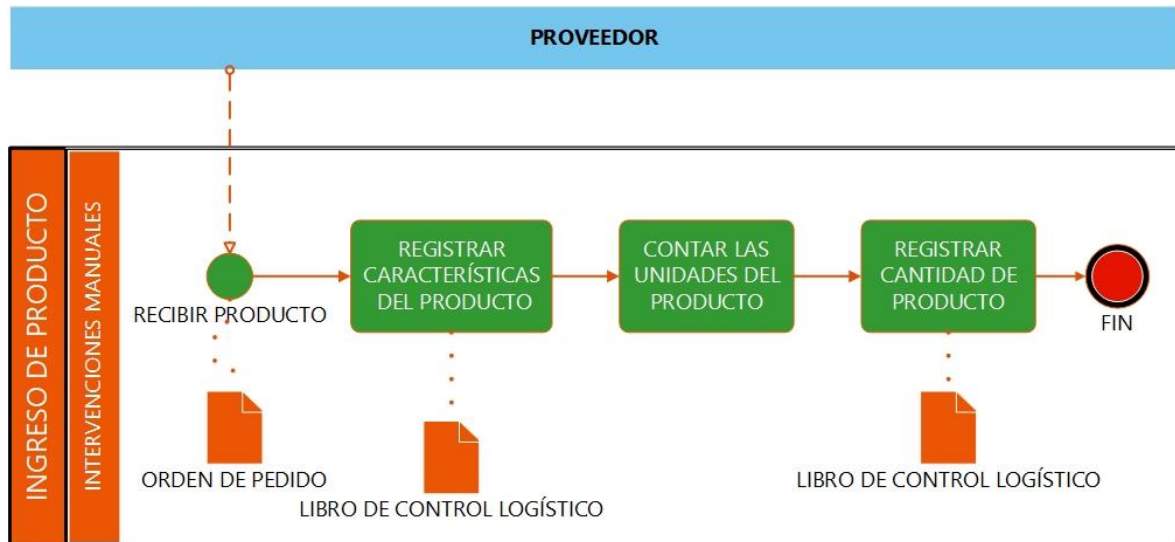 PROVEEDOR
INGRESO DE PRODUCTO
INTERVENCIONES MANUALES
RECIBIR PRODUCTO
REGISTRAR
CARACTERÍSTICAS
DEL PRODUCTO
CONTAR LAS
UNIDADES DEL
PRODUCTO
REGISTRAR
CANTIDAD DE
PRODUCTO
FIN
ORDEN DE PEDIDO
LIBRO DE CONTROL LOGÍSTICO
LIBRO DE CONTROL LOGÍSTICO